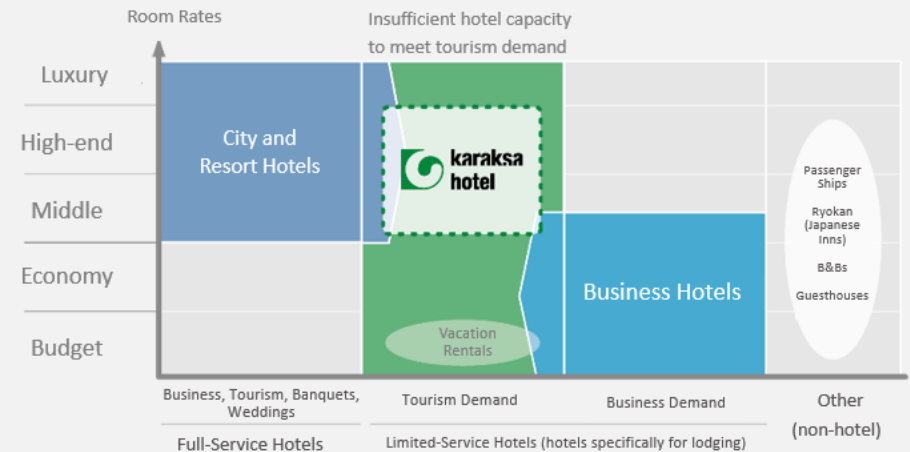 Room Rates
Insufficient hotel capacity
to meet tourism demand
Luxury
High-end
Middle
Economy
Budget
City and
Resort Hotels
karaksa
hotel
Business Hotels
Vacation
Rentals
Passenger
Ships
Ryokan
(Japanese
Inns)
B&Bs
Guesthouses
Business, Tourism, Banquets,
Weddings
Tourism Demand
Business Demand
Other
(non-hotel)
Full-Service Hotels
Limited-Service Hotels (hotels specifically for lodging)